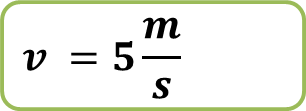 v = 5 m/s